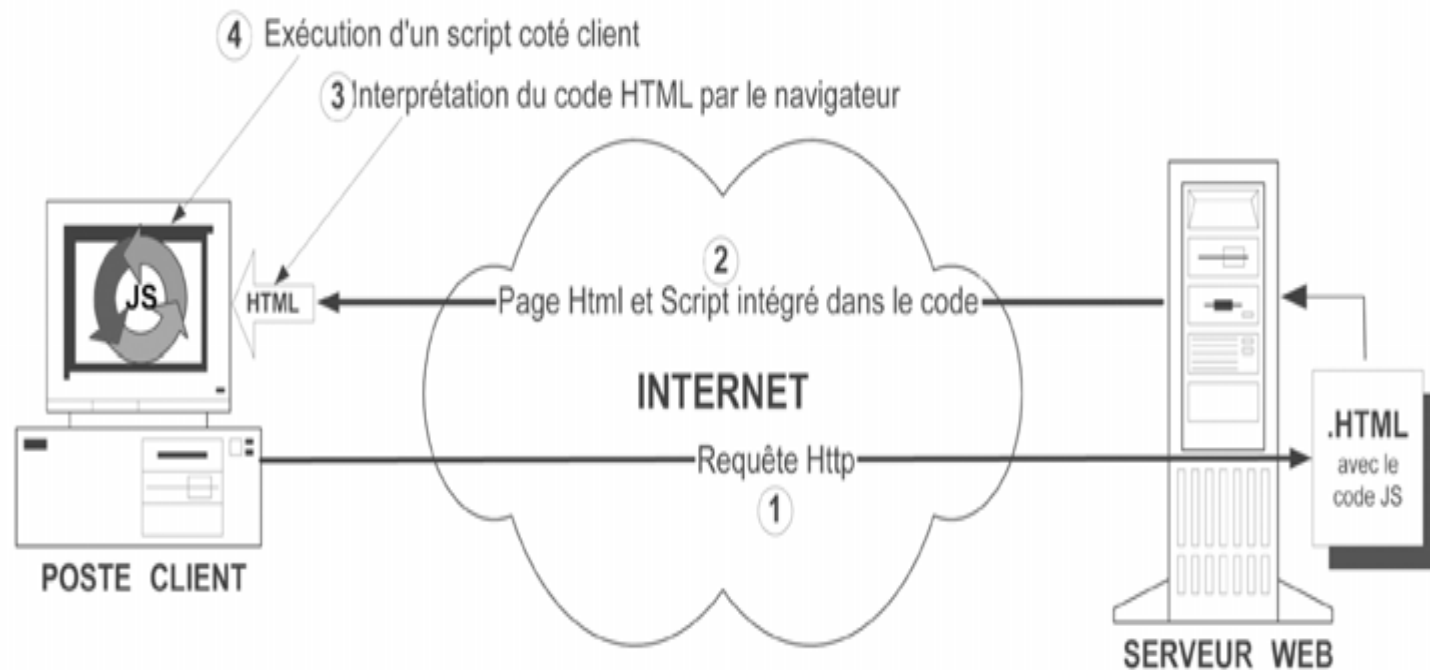 4 Exécution d'un script coté client
3 Interprétation du code HTML par le navigateur
2
JS
HTML
Page Html et Script intégré dans le code
INTERNET
.HTML
avec le
code JS
Requête Http
1
POSTE CLIENT
SERVEUR WEB